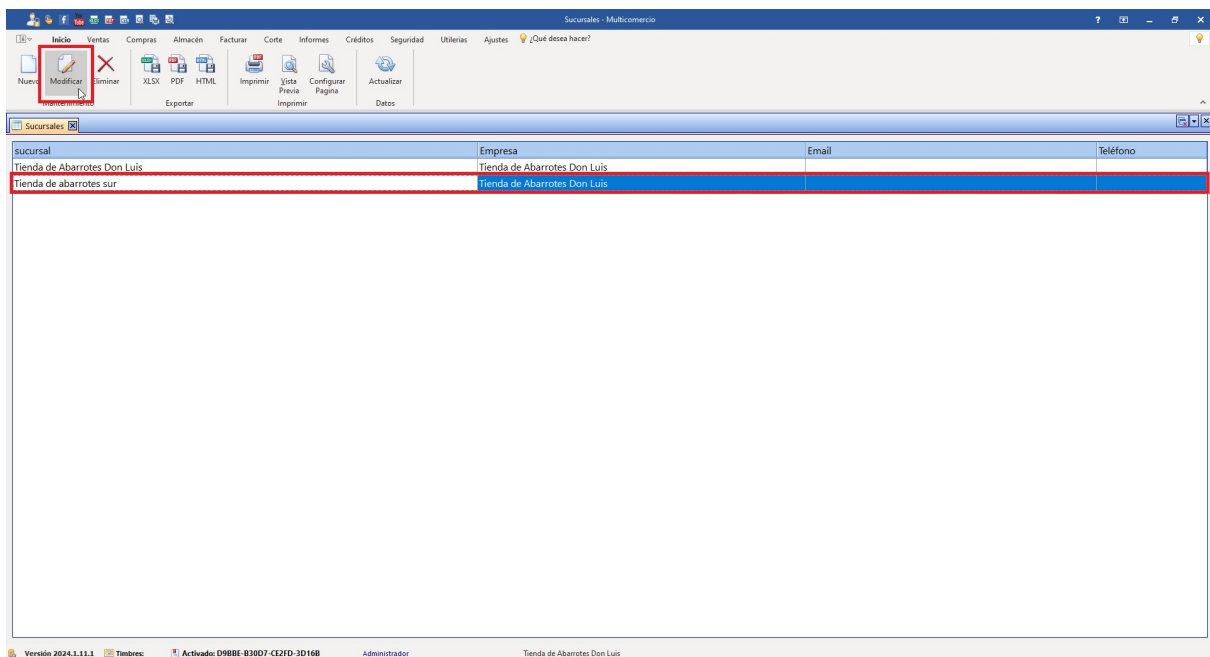 Sucursales - Multicomercio
Inicio Ventas Compras Almacén Facturar Corte Informes Créditos Seguridad Utilerias Ajustes ¿Qué desea hacer?
Nuevo Modificar Eliminar XLSX PDF HTML Imprimir Vista Previa Configurar Pagina Actualizar
Mantenimiento Exportar Imprimir Datos
Sucursales
sucursal Empresa Email Teléfono
Tienda de Abarrotes Don Luis Tienda de Abarrotes Don Luis
Tienda de abarrotes sur Tienda de Abarrotes Don Luis
Versión 2024.1.11.1 Timbres: Activado: D9BBE-B30D7-CE2FD-3D16B Administrador Tienda de Abarrotes Don Luis